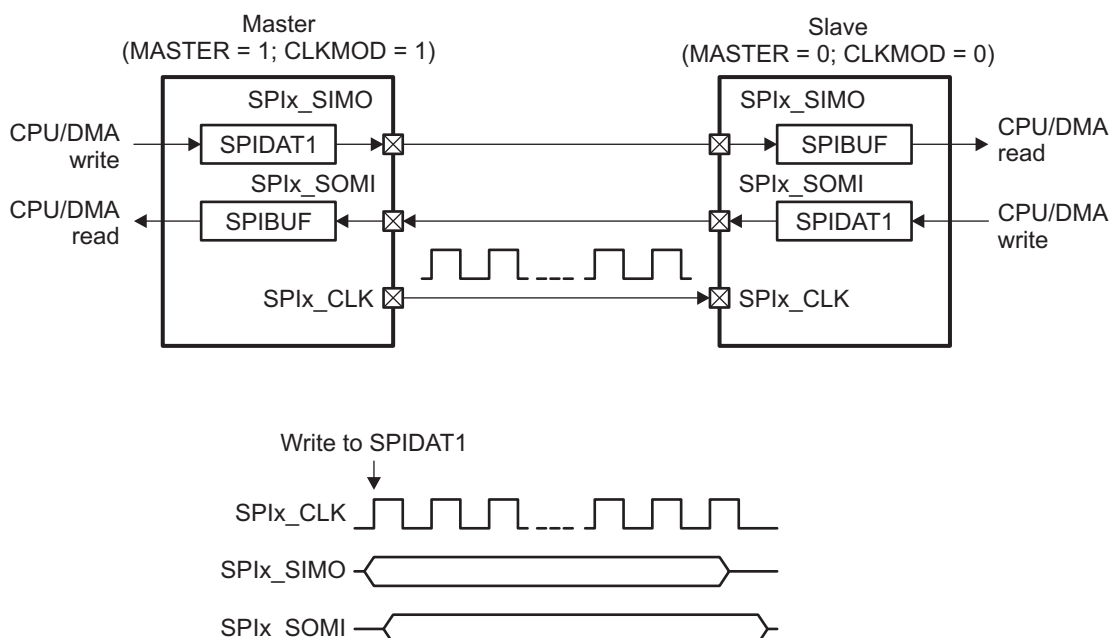 Master
(MASTER = 1; CLKMOD = 1)
Slave
(MASTER = 0; CLKMOD = 0)
SPIx_SIMO
SPIx_SIMO
CPU/DMA
write
SPIDAT1
SPIBUF
CPU/DMA
read
SPIx_SOMI
SPIx_SOMI
CPU/DMA
read
SPIBUF
SPIDAT1
CPU/DMA
write
SPIx_CLK
SPIx_CLK
Write to SPIDAT1
SPIx_CLK
SPIx_SIMO
SPIx_SOMI